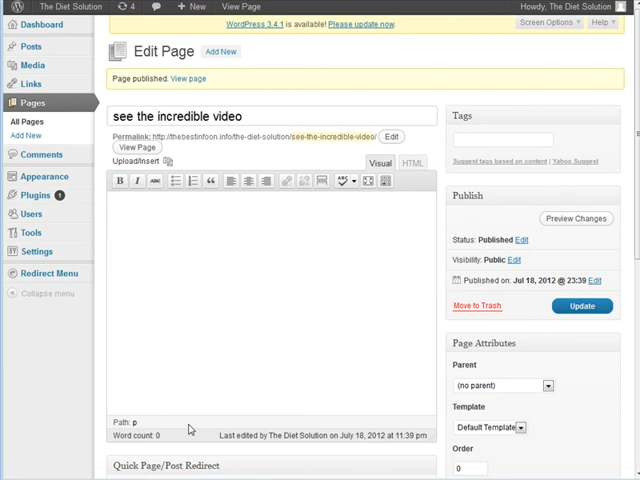 The Diet Solution 4 New View Page Howdy, The Diet Solution
WordPress 3.4.1 is available! Please update now.
Screen Options Help
Dashboard
Posts
Media
Links
Pages
All Pages
Add New
Comments
Appearance
Plugins 1
Users
Tools
Settings
Redirect Menu
Collapse menu
Edit Page Add New
Page published. View page
see the incredible video
Permalink: http://thebestinfoon.info/the-diet-solution/see-the-incredible-video/ Edit
View Page
Upload/Insert
Visual HTML
B I ABC
ABC
Path: p
Word count: 0 Last edited by The Diet Solution on July 18, 2012 at 11:39 pm
Quick Page/Post Redirect
Tags
Suggest tags based on content | Yahoo Suggest
Publish
Preview Changes
Status: Published Edit
Visibility: Public Edit
Published on: Jul 18, 2012 @ 23:39 Edit
Move to Trash Update
Page Attributes
Parent
(no parent)
Template
Default Template
Order
0